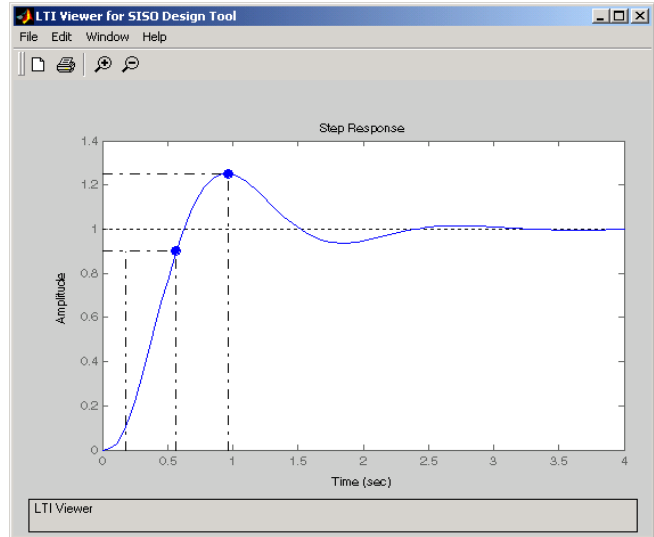 LTI Viewer for SISO Design Tool
File Edit Window Help
Step Response
1.4
1.2
1
0.8
0.6
0.4
0.2
0
Amplitude
0 0.5 1 1.5 2 2.5 3 3.5 4
Time (sec)
LTI Viewer